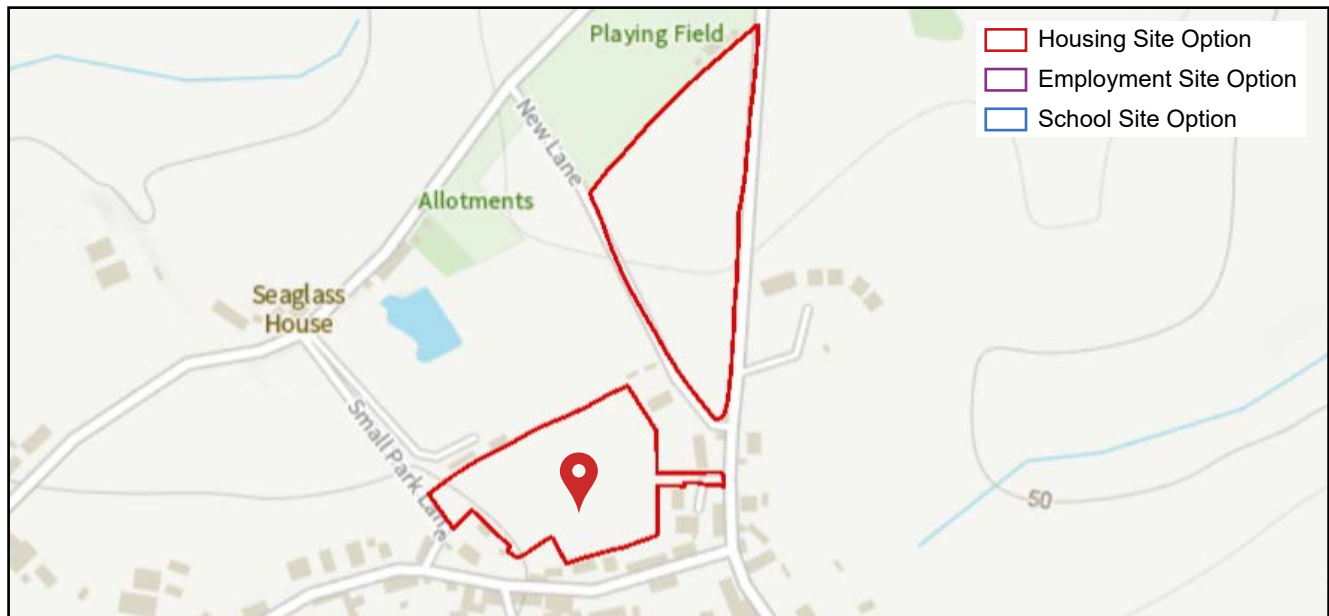 Playing Field
Housing Site Option
Employment Site Option
School Site Option
New Lane
Allotments
Seaglass
House
Small Park Lane
50